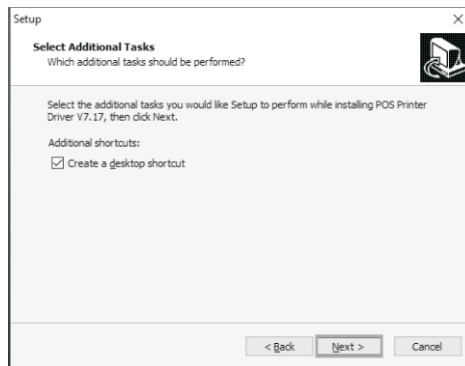 Setup
Select Additional Tasks
Which additional tasks should be performed?
Select the additional tasks you would like Setup to perform while installing POS Printer
Driver V7.17, then click Next.
Additional shortcuts:
Create a desktop shortcut
< Back
Next >
Cancel